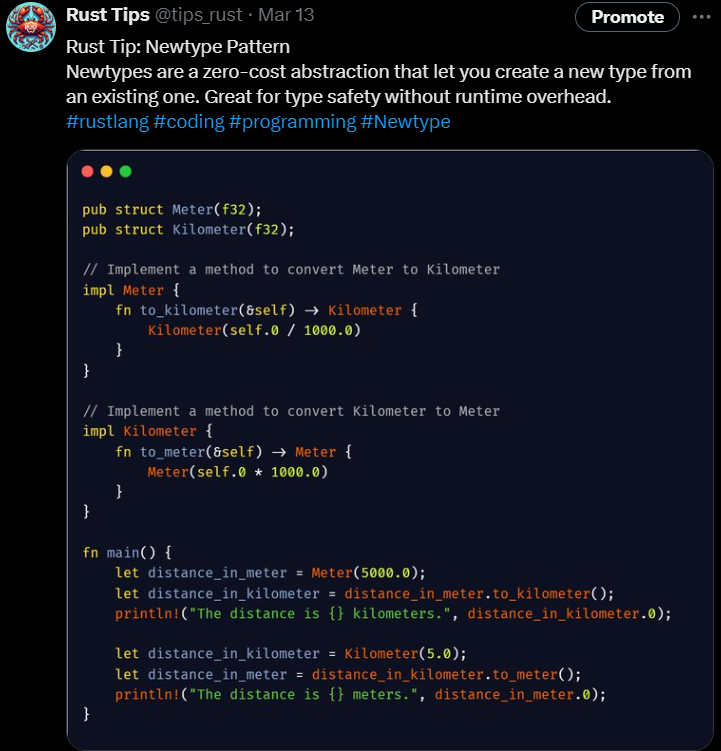 Rust Tips @tips_rust · Mar 13
Promote
Rust Tip: Newtype Pattern
Newtypes are a zero-cost abstraction that let you create a new type from
an existing one. Great for type safety without runtime overhead.
#rustlang #coding #programming #Newtype
pub struct Meter(f32);
pub struct Kilometer(f32);
// Implement a method to convert Meter to Kilometer
impl Meter {
    fn to_kilometer(&self) -> Kilometer {
        Kilometer(self.0 / 1000.0)
    }
}
// Implement a method to convert Kilometer to Meter
impl Kilometer {
    fn to_meter(&self) -> Meter {
        Meter(self.0 * 1000.0)
    }
}
fn main() {
    let distance_in_meter = Meter(5000.0);
    let distance_in_kilometer = distance_in_meter.to_kilometer();
    println!("The distance is {} kilometers.", distance_in_kilometer.0);
    let distance_in_kilometer = Kilometer(5.0);
    let distance_in_meter = distance_in_kilometer.to_meter();
    println!("The distance is {} meters.", distance_in_meter.0);
}